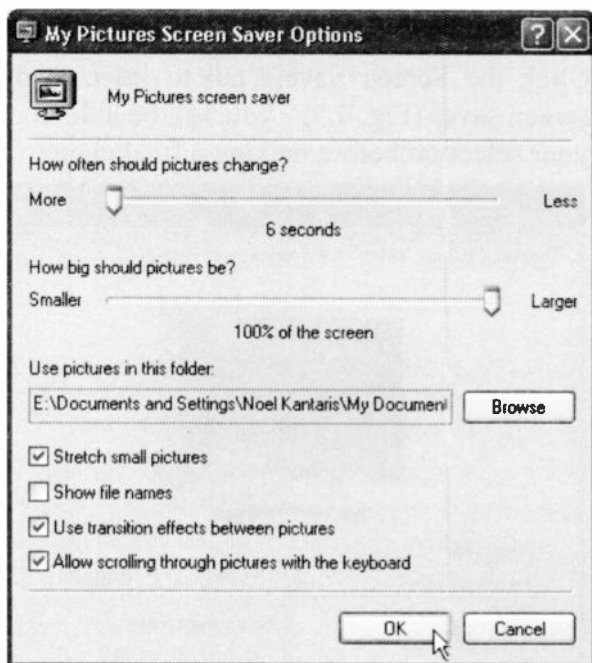 My Pictures Screen Saver Options
My Pictures screen saver
How often should pictures change?
More Less
6 seconds
How big should pictures be?
Smaller Larger
100% of the screen
Use pictures in this folder:
E:\Documents and Settings\Noel Kantaris\My Document Browse
Stretch small pictures
Show file names
Use transition effects between pictures
Allow scrolling through pictures with the keyboard
OK Cancel